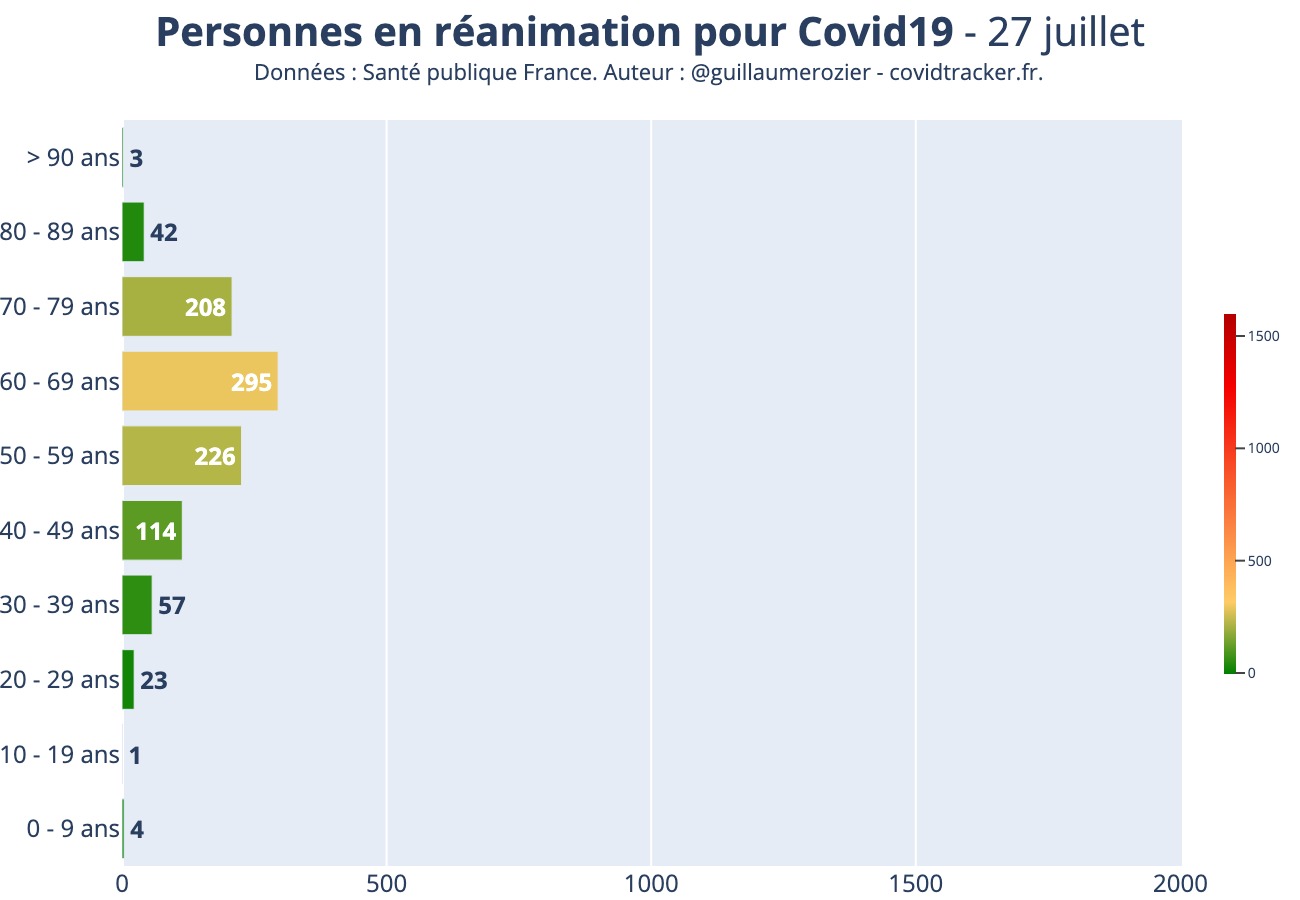 Personnes en réanimation pour Covid19 - 27 juillet
Données : Santé publique France. Auteur : @guillaumerozier - covidtracker.fr.
> 90 ans 3
80 - 89 ans 42
70 - 79 ans 208
60 - 69 ans 295
50 - 59 ans 226
40 - 49 ans 114
30 - 39 ans 57
20 - 29 ans 23
10 - 19 ans 1
0 - 9 ans 4
0 500 1000 1500 2000
1500
1000
500
0